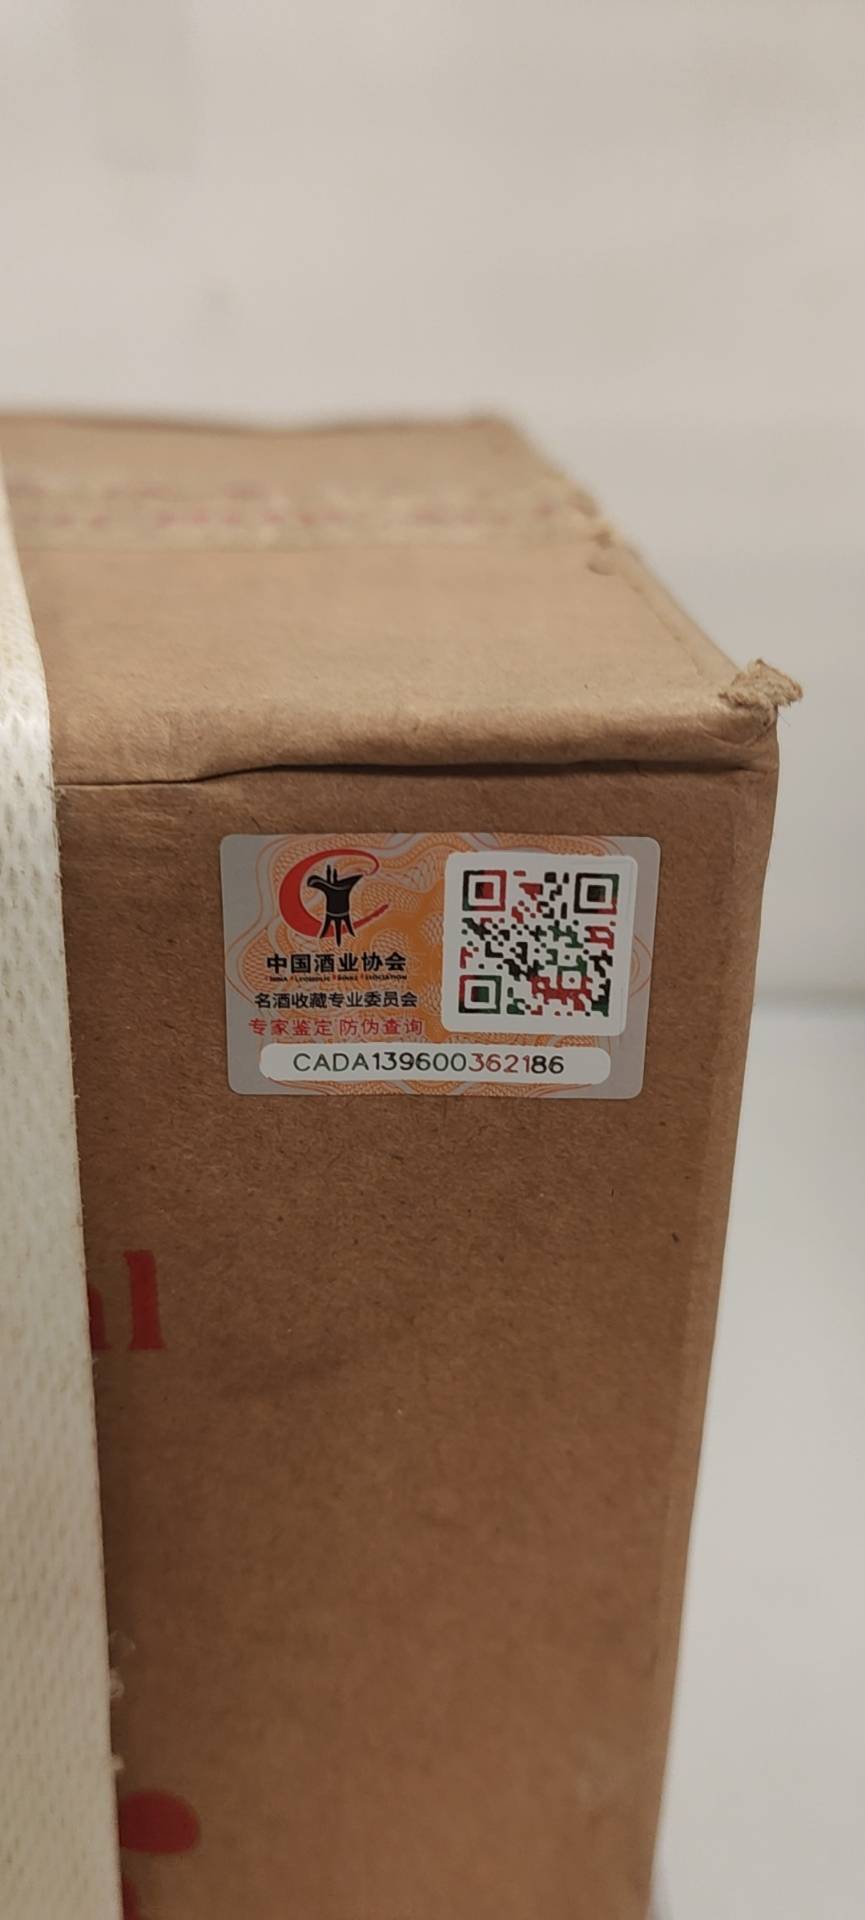 中国酒业协会
名酒收藏专业委员会
专家鉴定 防伪查询
CADA139600362186